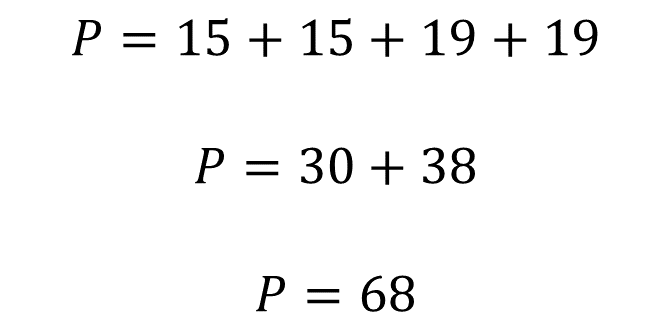 P = 15 + 15 + 19 + 19
P = 30 + 38
P = 68